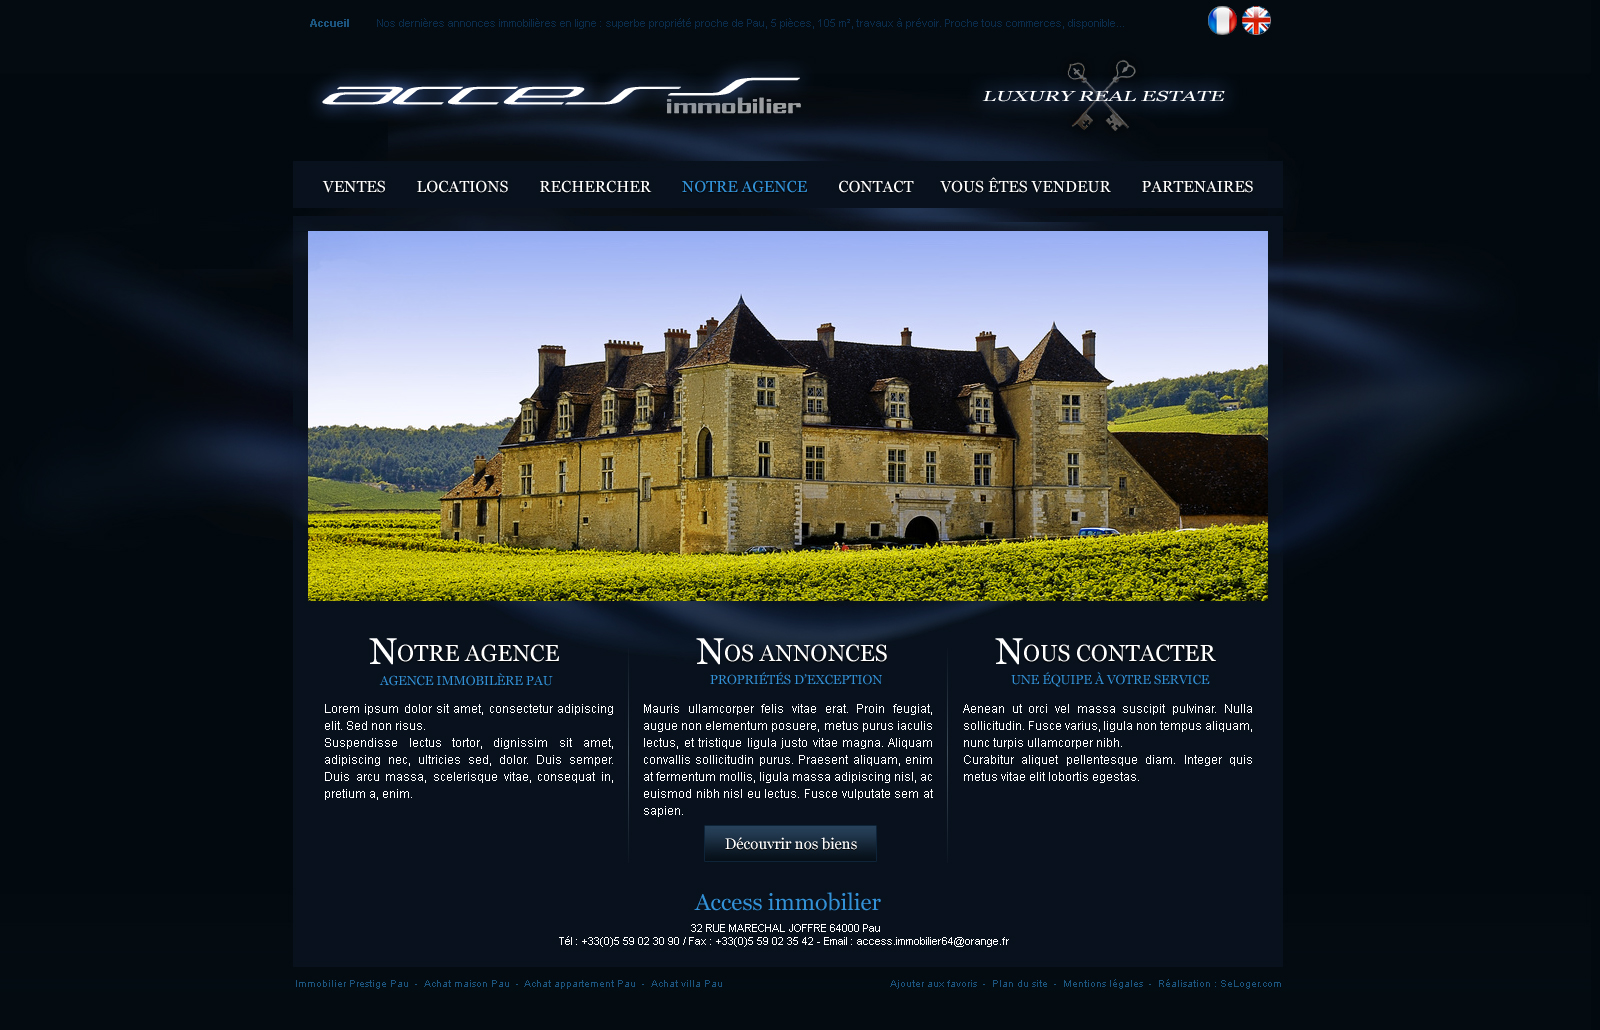 Accueil
Nos dernières annonces immobilières en ligne : superbe propriété proche de Pau, 5 pièces, 105 m², travaux à prévoir. Proche tous commerces, disponible...
access
immobilier
LUXURY REAL ESTATE
VENTES LOCATIONS RECHERCHER NOTRE AGENCE CONTACT VOUS ÊTES VENDEUR PARTENAIRES
NOTRE AGENCE
AGENCE IMMOBILÈRE PAU
Lorem ipsum dolor sit amet, consectetur adipiscing
elit. Sed non risus.
Suspendisse lectus tortor, dignissim sit amet,
adipiscing nec, ultricies sed, dolor. Duis semper.
Duis arcu massa, scelerisque vitae, consequat in,
pretium a, enim.
NOS ANNONCES
PROPRIÉTÉS D'EXCEPTION
Mauris ullamcorper felis vitae erat. Proin feugiat,
augue non elementum posuere, metus purus iaculis
lectus, et tristique ligula justo vitae magna. Aliquam
convallis sollicitudin purus. Praesent aliquam, enim
at fermentum mollis, ligula massa adipiscing nisl, ac
euismod nibh nisl eu lectus. Fusce vulputate sem at
sapien.
Découvrir nos biens
NOUS CONTACTER
UNE ÉQUIPE À VOTRE SERVICE
Aenean ut orci vel massa suscipit pulvinar. Nulla
sollicitudin. Fusce varius, ligula non tempus aliquam,
nunc turpis ullamcorper nibh.
Curabitur aliquet pellentesque diam. Integer quis
metus vitae elit lobortis egestas.
Access immobilier
32 RUE MARECHAL JOFFRE 64000 Pau
Tél : +33(0)5 59 02 30 90 / Fax : +33(0)5 59 02 35 42 - Email : access.immobilier64@orange.fr
Immobilier Prestige Pau - Achat maison Pau - Achat appartement Pau - Achat villa Pau
Ajouter aux favoris - Plan du site - Mentions légales - Réalisation : SeLoger.com